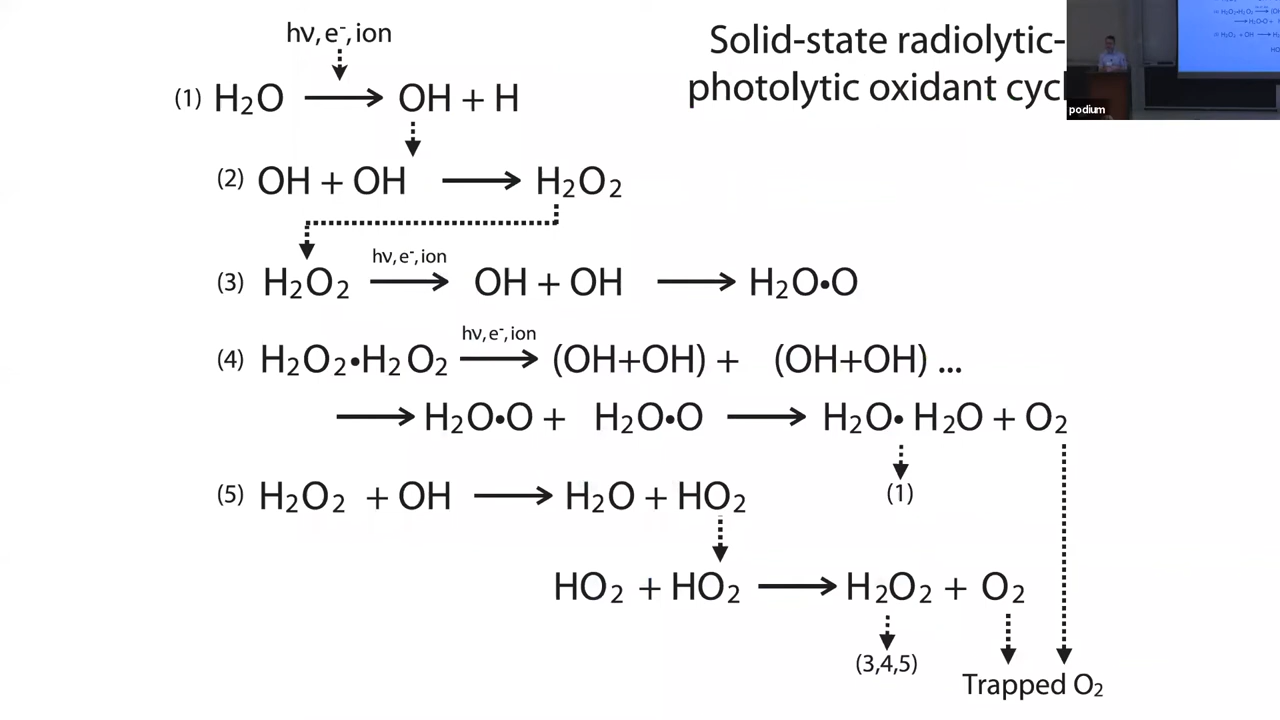 Solid-state radiolytic-
photolytic oxidant cycl
hν, e⁻, ion
(1) H₂O ⟶ OH + H
(2) OH + OH ⟶ H₂O₂
hν, e⁻, ion
(3) H₂O₂ ⟶ OH + OH ⟶ H₂O•O
hν, e⁻, ion
(4) H₂O₂•H₂O₂ ⟶ (OH+OH) + (OH+OH) ...
⟶ H₂O•O + H₂O•O ⟶ H₂O• H₂O + O₂
(1)
(5) H₂O₂ + OH ⟶ H₂O + HO₂
HO₂ + HO₂ ⟶ H₂O₂ + O₂
(3,4,5)
Trapped O₂
podium